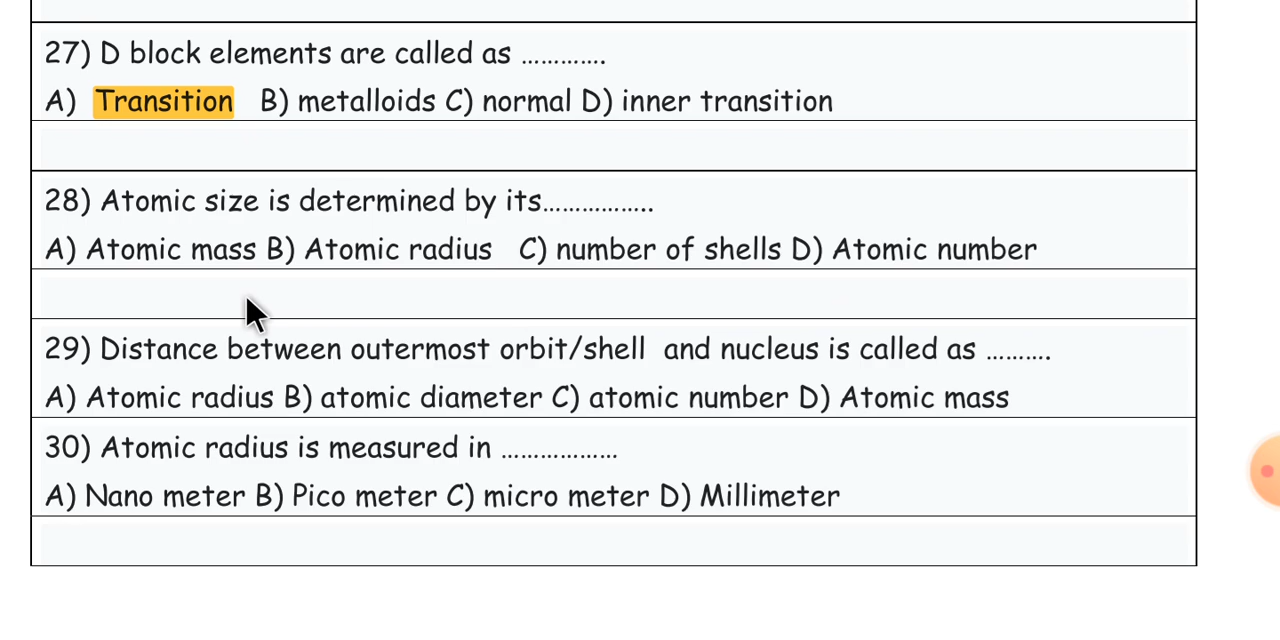 27) D block elements are called as ………….
A) Transition B) metalloids C) normal D) inner transition
28) Atomic size is determined by its……………..
A) Atomic mass B) Atomic radius C) number of shells D) Atomic number
29) Distance between outermost orbit/shell and nucleus is called as ……….
A) Atomic radius B) atomic diameter C) atomic number D) Atomic mass
30) Atomic radius is measured in ………………
A) Nano meter B) Pico meter C) micro meter D) Millimeter